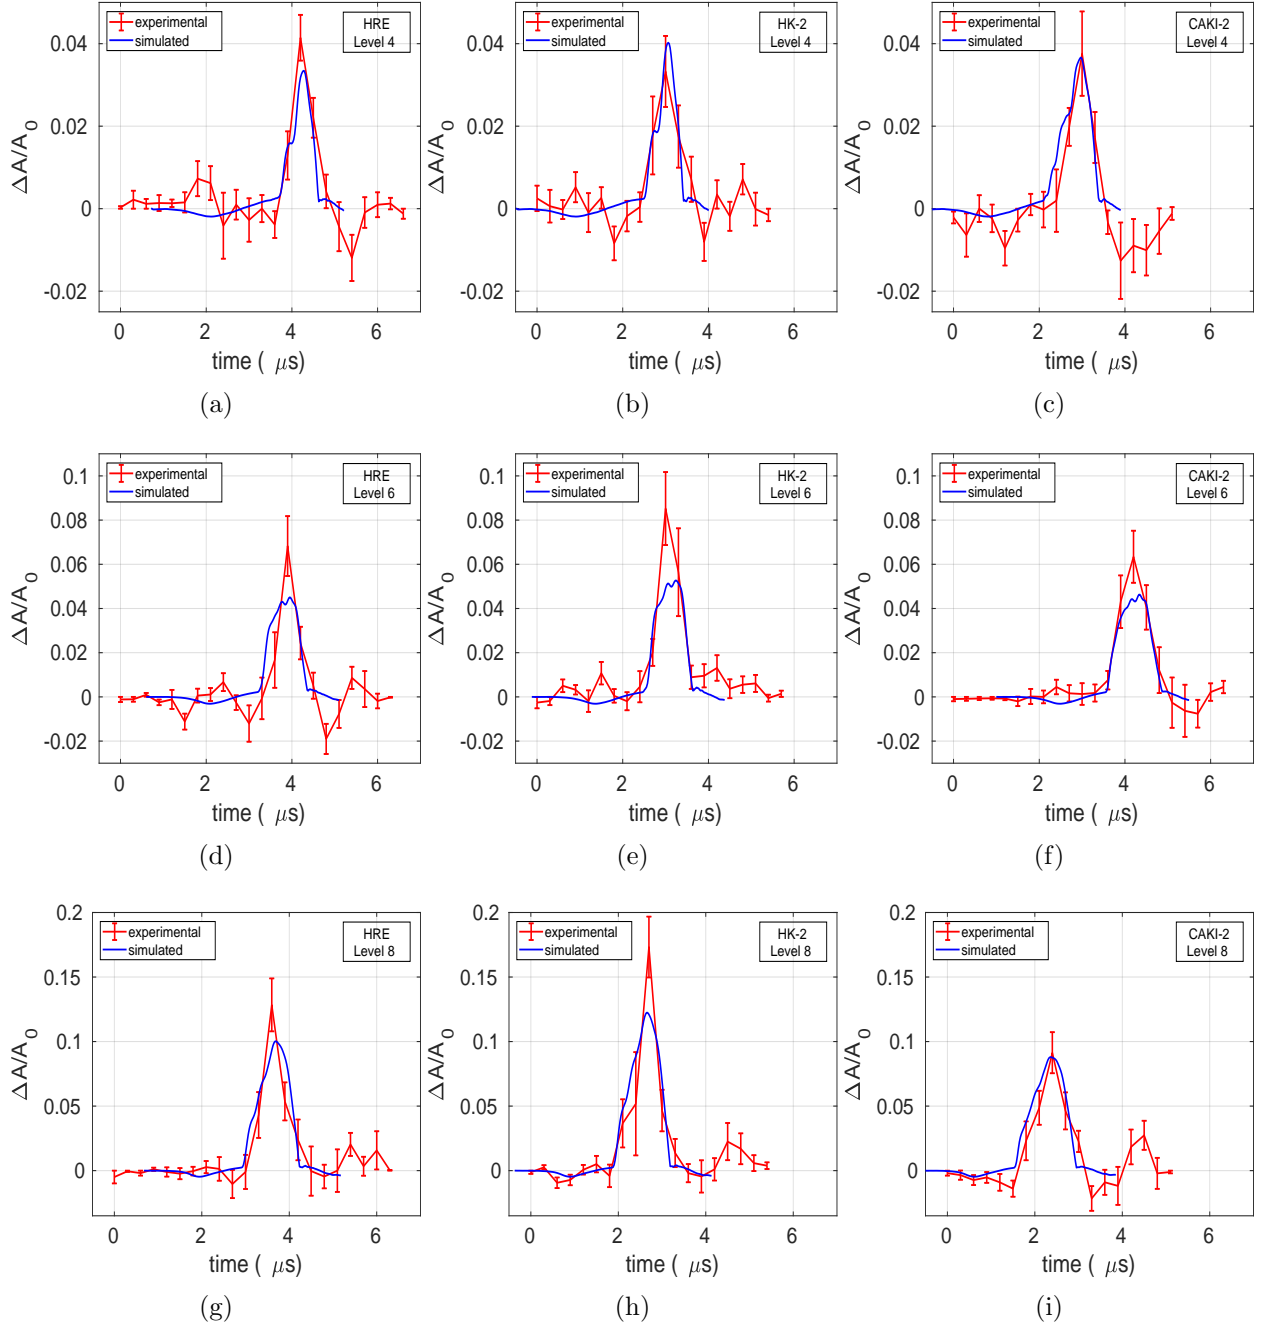 experimental
simulated
HRE
Level 4
0.04
0.02
0
-0.02
ΔA/A0
0 2 4 6
time ( μs)
(a)
experimental
simulated
HK-2
Level 4
0.04
0.02
0
-0.02
ΔA/A0
0 2 4 6
time ( μs)
(b)
experimental
simulated
CAKI-2
Level 4
0.04
0.02
0
-0.02
ΔA/A0
0 2 4 6
time ( μs)
(c)
experimental
simulated
HRE
Level 6
0.1
0.08
0.06
0.04
0.02
0
-0.02
ΔA/A0
0 2 4 6
time ( μs)
(d)
experimental
simulated
HK-2
Level 6
0.1
0.08
0.06
0.04
0.02
0
-0.02
ΔA/A0
0 2 4 6
time ( μs)
(e)
experimental
simulated
CAKI-2
Level 6
0.1
0.08
0.06
0.04
0.02
0
-0.02
ΔA/A0
0 2 4 6
time ( μs)
(f)
experimental
simulated
HRE
Level 8
0.2
0.15
0.1
0.05
0
ΔA/A0
0 2 4 6
time ( μs)
(g)
experimental
simulated
HK-2
Level 8
0.2
0.15
0.1
0.05
0
ΔA/A0
0 2 4 6
time ( μs)
(h)
experimental
simulated
CAKI-2
Level 8
0.2
0.15
0.1
0.05
0
ΔA/A0
0 2 4 6
time ( μs)
(i)